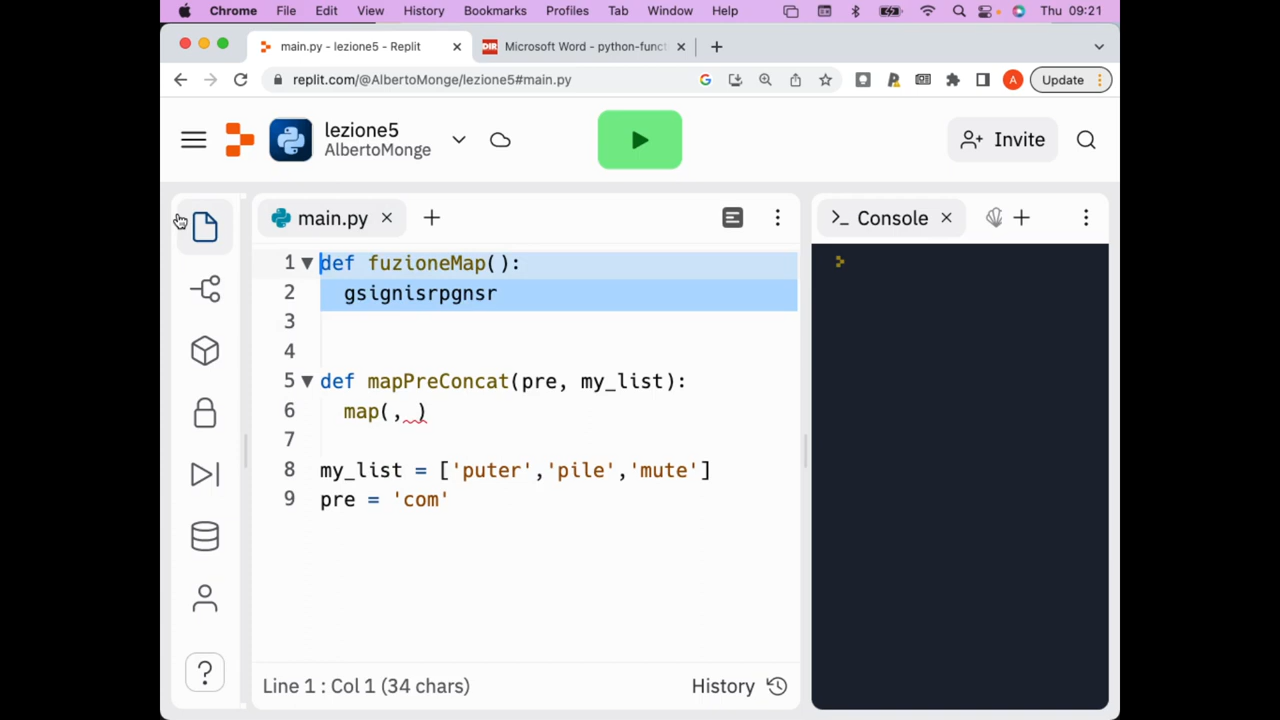 Chrome File Edit View History Bookmarks Profiles Tab Window Help Thu 09:21
main.py - lezione5 - Replit Microsoft Word - python-funct
replit.com/@AlbertoMonge/lezione5#main.py A Update
lezione5
AlbertoMonge
Invite
main.py
Console
1 def fuzioneMap():
2 gsignisrpgnsr
3
4
5 def mapPreConcat(pre, my_list):
6 map(, )
7
8 my_list = ['puter','pile','mute']
9 pre = 'com'
Line 1 : Col 1 (34 chars) History